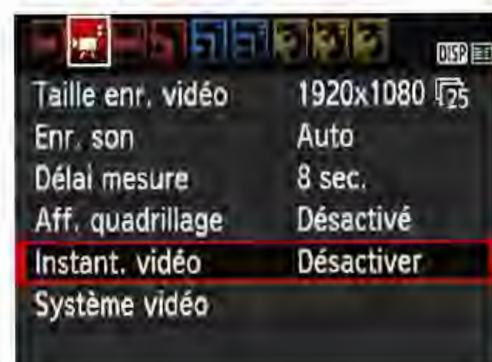 DISP
Taille enr. vidéo 1920x1080 25
Enr. son Auto
Délai mesure 8 sec.
Aff. quadrillage Désactivé
Instant. vidéo Désactiver
Système vidéo